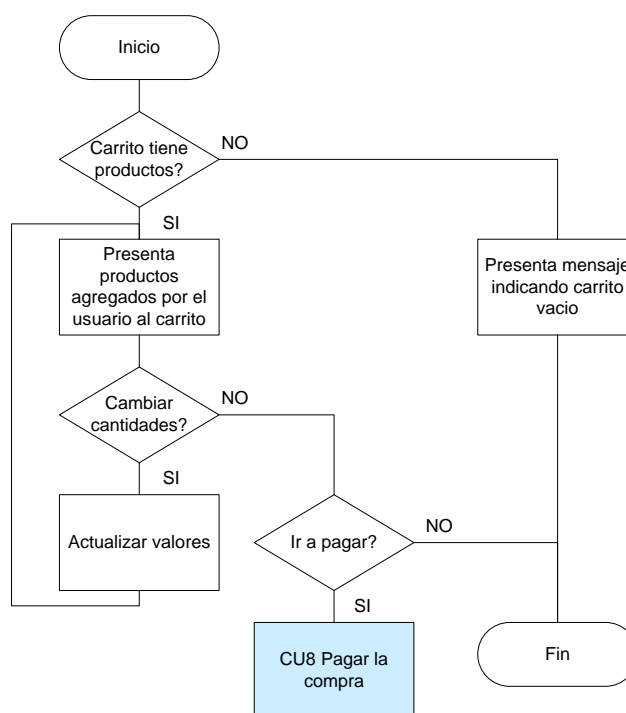 Inicio
Carrito tiene
productos?
NO
SI
Presenta
productos
agregados por el
usuario al carrito
Presenta mensaje
indicando carrito
vacio
Cambiar
cantidades?
NO
SI
Actualizar valores
Ir a pagar?
NO
SI
CU8 Pagar la
compra
Fin